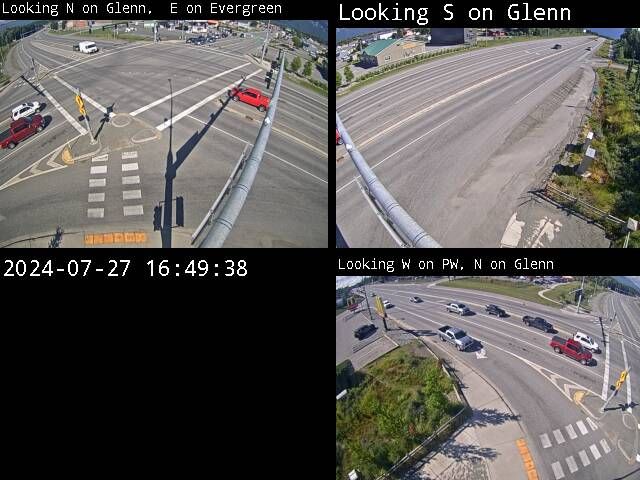 Looking N on Glenn,  E on Evergreen
Looking S on Glenn
2024-07-27 16:49:38
Looking W on PW, N on Glenn